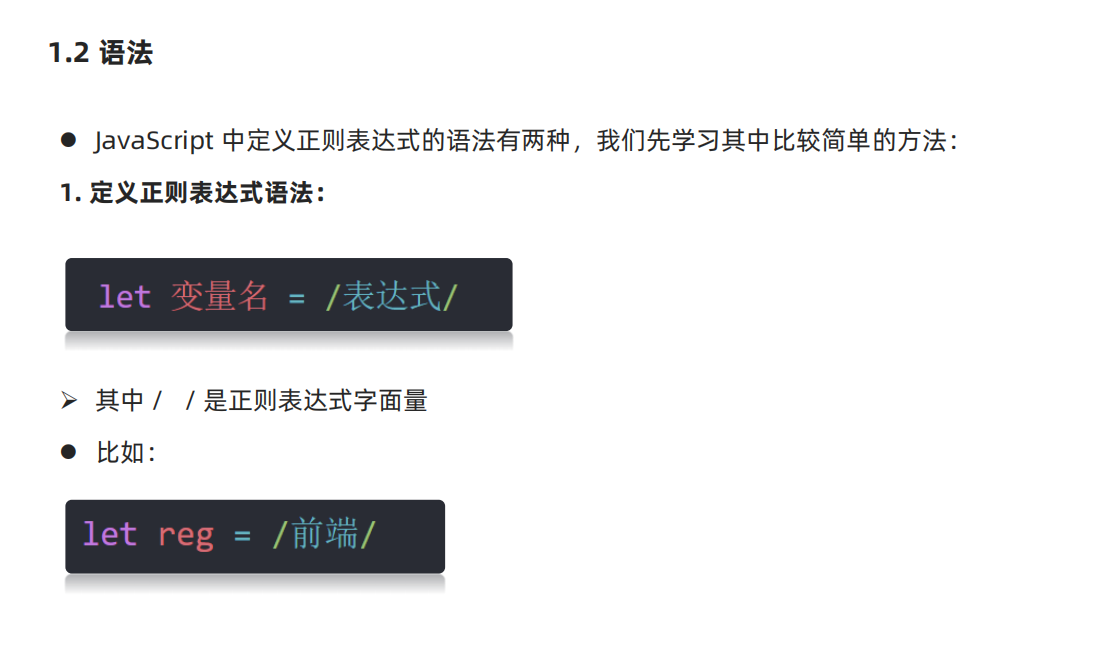 1.2 语法
● JavaScript 中定义正则表达式的语法有两种，我们先学习其中比较简单的方法：
1. 定义正则表达式语法：
let 变量名 = /表达式/
➢ 其中 /   / 是正则表达式字面量
● 比如：
let reg = /前端/